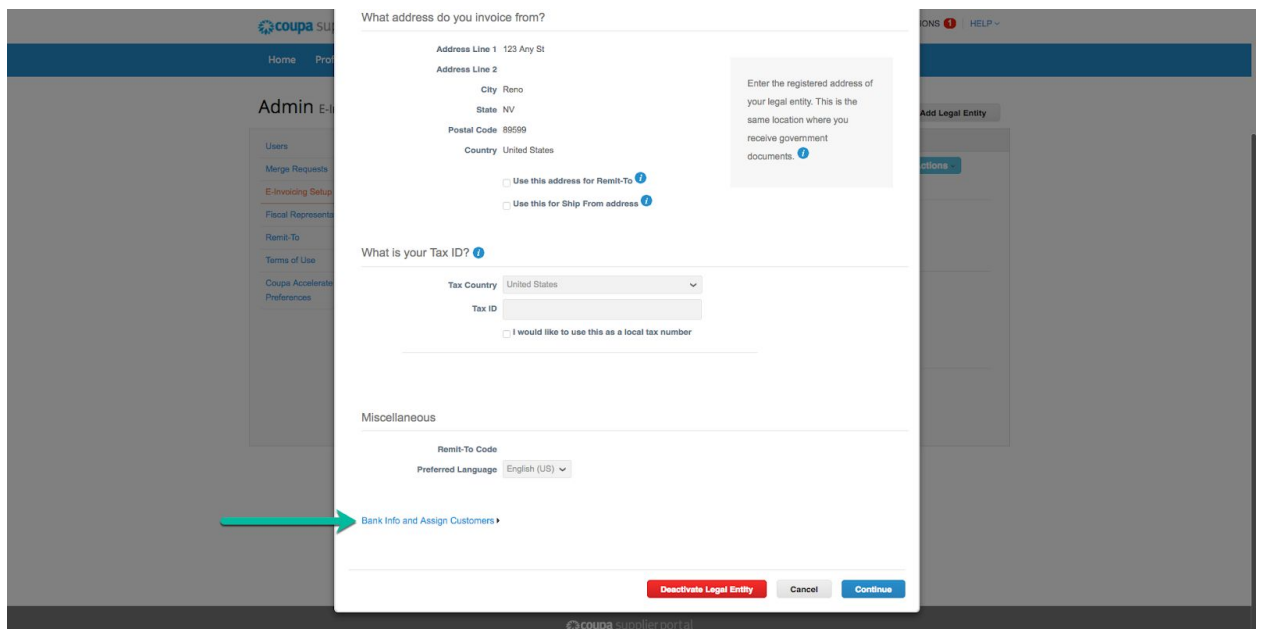 What address do you invoice from?
coupa
IONS 1 HELP
Home
Address Line 1 123 Any St
Address Line 2
City Reno
State NV
Postal Code 89599
Country United States
Enter the registered address of
your legal entity. This is the
same location where you
receive government
documents. i
Admin
Add Legal Entity
Users
Merge Requests
E-Invoicing Setup
Fiscal Representa
Remit-To
Terms of Use
Coupa Accelerate
Preferences
ctions
Use this address for Remit-To i
Use this for Ship From address i
What is your Tax ID? i
Tax Country United States
Tax ID
I would like to use this as a local tax number
Miscellaneous
Remit-To Code
Preferred Language English (US)
Bank Info and Assign Customers
Deactivate Legal Entity Cancel Continue
coupa supplier portal